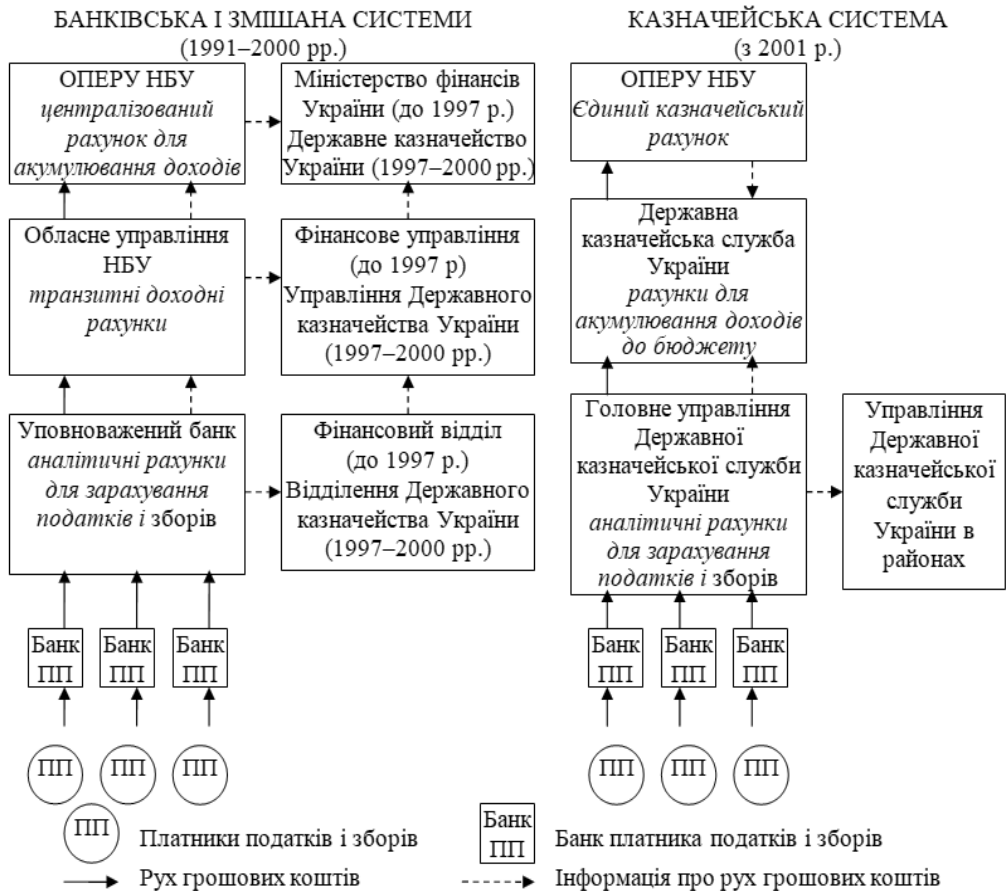 БАНКІВСЬКА І ЗМІШАНА СИСТЕМИ
(1991–2000 рр.)
ОПЕРУ НБУ
централізований
рахунок для
акумулювання доходів
Міністерство фінансів
України (до 1997 р.)
Державне казначейство
України (1997–2000 рр.)
Обласне управління
НБУ
транзитні доходні
рахунки
Фінансове управління
(до 1997 р)
Управління Державного
казначейства України
(1997–2000 рр.)
Уповноважений банк
аналітичні рахунки
для зарахування
податків і зборів
Фінансовий відділ
(до 1997 р.)
Відділення Державного
казначейства України
(1997–2000 рр.)
Банк
ПП
Банк
ПП
Банк
ПП
ПП
ПП
ПП
КАЗНАЧЕЙСЬКА СИСТЕМА
(з 2001 р.)
ОПЕРУ НБУ
Єдиний казначейський
рахунок
Державна
казначейська служба
України
рахунки для
акумулювання доходів
до бюджету
Головне управління
Державної
казначейської служби
України
аналітичні рахунки
для зарахування
податків і зборів
Управління
Державної
казначейської
служби
України в
районах
Банк
ПП
Банк
ПП
Банк
ПП
ПП
ПП
ПП
ПП
Платники податків і зборів
Банк
ПП
Банк платника податків і зборів
Рух грошових коштів
Інформація про рух грошових коштів